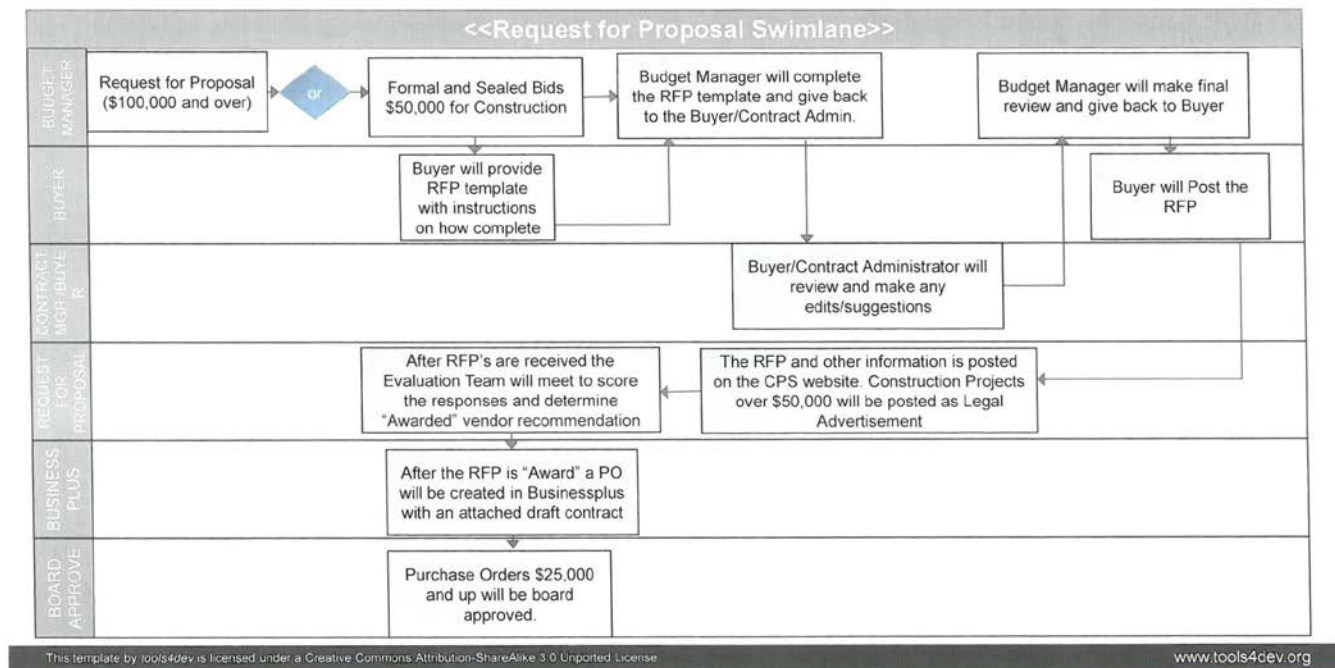 <<Request for Proposal Swimlane>>
BUDGET
MANAGER
Request for Proposal
($100,000 and over)
or
Formal and Sealed Bids
$50,000 for Construction
Budget Manager will complete
the RFP template and give back
to the Buyer/Contract Admin.
Budget Manager will make final
review and give back to Buyer
BUYER
Buyer will provide
RFP template
with instructions
on how complete
Buyer will Post the
RFP
CONTRACT
MGR /BUYE
R
Buyer/Contract Administrator will
review and make any
edits/suggestions
REQUEST
FOR
PROPOSAL
After RFP's are received the
Evaluation Team will meet to score
the responses and determine
"Awarded" vendor recommendation
The RFP and other information is posted
on the CPS website. Construction Projects
over $50,000 will be posted as Legal
Advertisement
BUSINESS
PLUS
After the RFP is "Award" a PO
will be created in Businessplus
with an attached draft contract
BOARD
APPROVE
Purchase Orders $25,000
and up will be board
approved.
This template by tools4dev is licensed under a Creative Commons Attribution-ShareAlike 3.0 Unported License
www.tools4dev.org